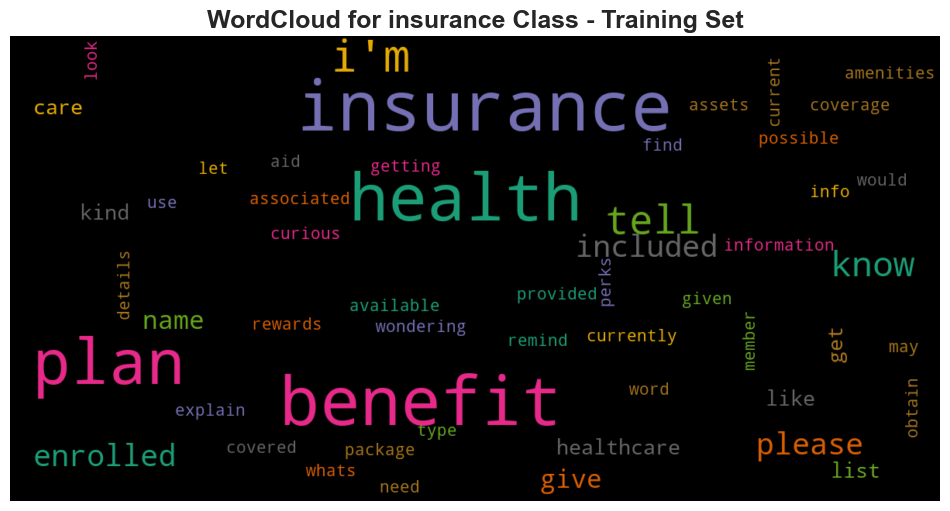 WordCloud for insurance Class - Training Set
look
i'm
current
amenities
care
insurance
assets
coverage
possible
find
let
aid
getting
health
would
kind
use
associated
info
curious
tell
included
information
know
details
perks
available
provided
given
name
rewards
wondering
remind
currently
member
get
may
plan
benefit
word
like
obtain
explain
type
enrolled
covered
package
healthcare
please
whats
need
give
list